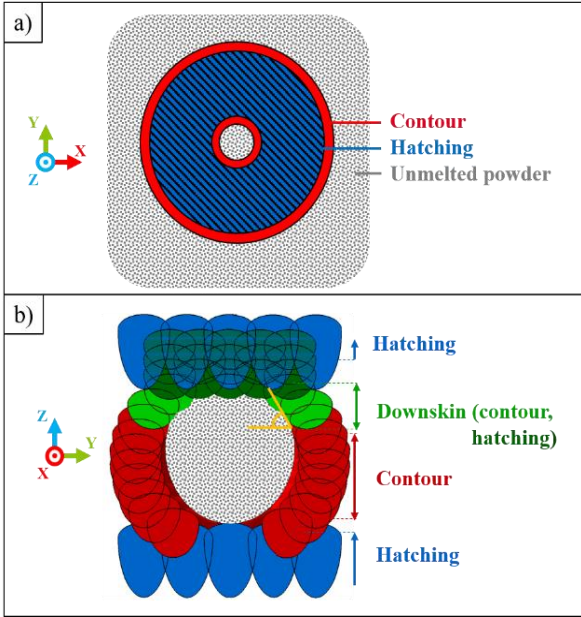 a)
Y
X
Z
Contour
Hatching
Unmelted powder
b)
Hatching
Downskin (contour,
hatching)
Z
Y
X
Contour
Hatching